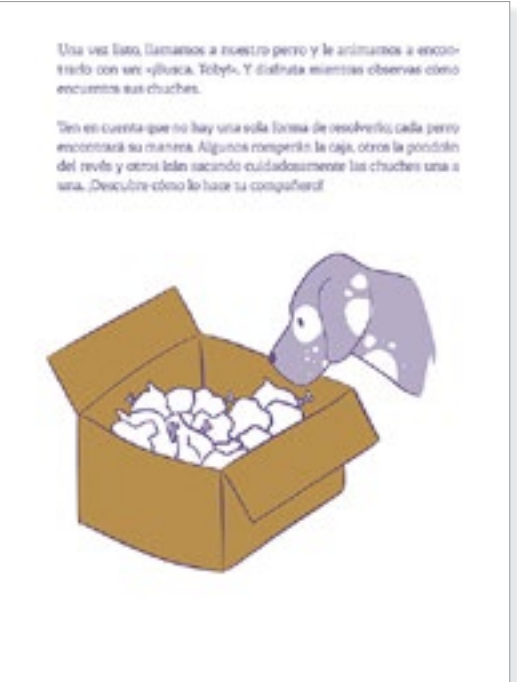 Una vez listo, llamamos a nuestro perro y le animamos a encon-
trarlo con un: «¡Busca, Toby!». Y disfruta mientras observas cómo
encuentra sus chuches.
Ten en cuenta que no hay una sola forma de resolverlo; cada perro
encontrará su manera. Algunos romperán la caja, otros la pondrán
del revés y otros irán sacando cuidadosamente las chuches una a
una. ¡Descubre cómo lo hace tu compañero!